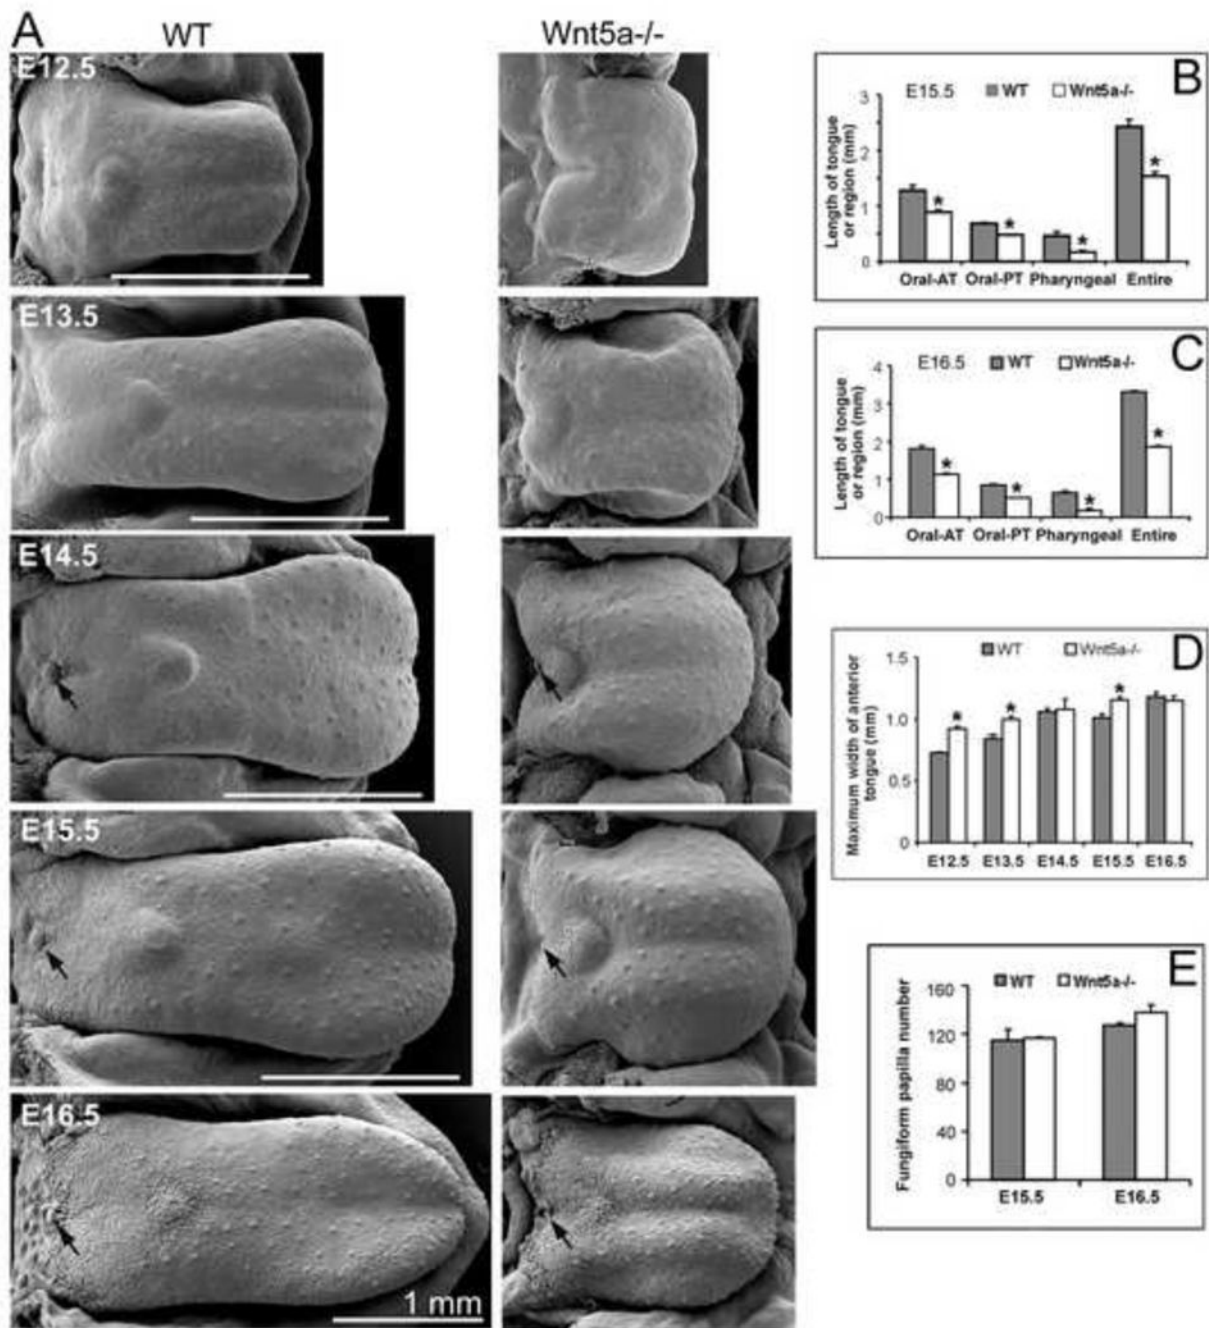 A
WT
Wnt5a-/-
E12.5
E13.5
E14.5
E15.5
E16.5
1 mm
B
E15.5 WT Wnt5a-/-
Length of tongue
or region (mm)
3
2
1
0
Oral-AT Oral-PT Pharyngeal Entire
* * * *
C
E16.5 WT Wnt5a-/-
Length of tongue
or region (mm)
4
3
2
1
0
Oral-AT Oral-PT Pharyngeal Entire
* * * *
D
WT Wnt5a-/-
Maximum width of anterior
tongue (mm)
1.5
1.0
0.5
0
E12.5 E13.5 E14.5 E15.5 E16.5
* * *
E
WT Wnt5a-/-
Fungiform papilla number
160
120
80
40
0
E15.5 E16.5